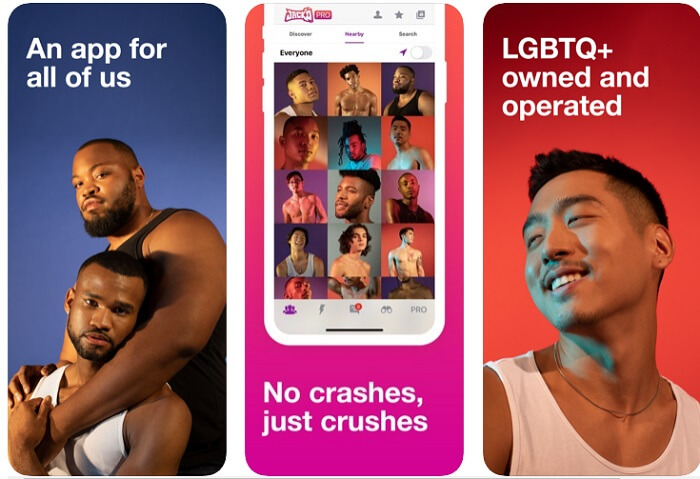 An app for
all of us
PRO
Discover Nearby Search
Everyone
PRO
No crashes,
just crushes
LGBTQ+
owned and
operated